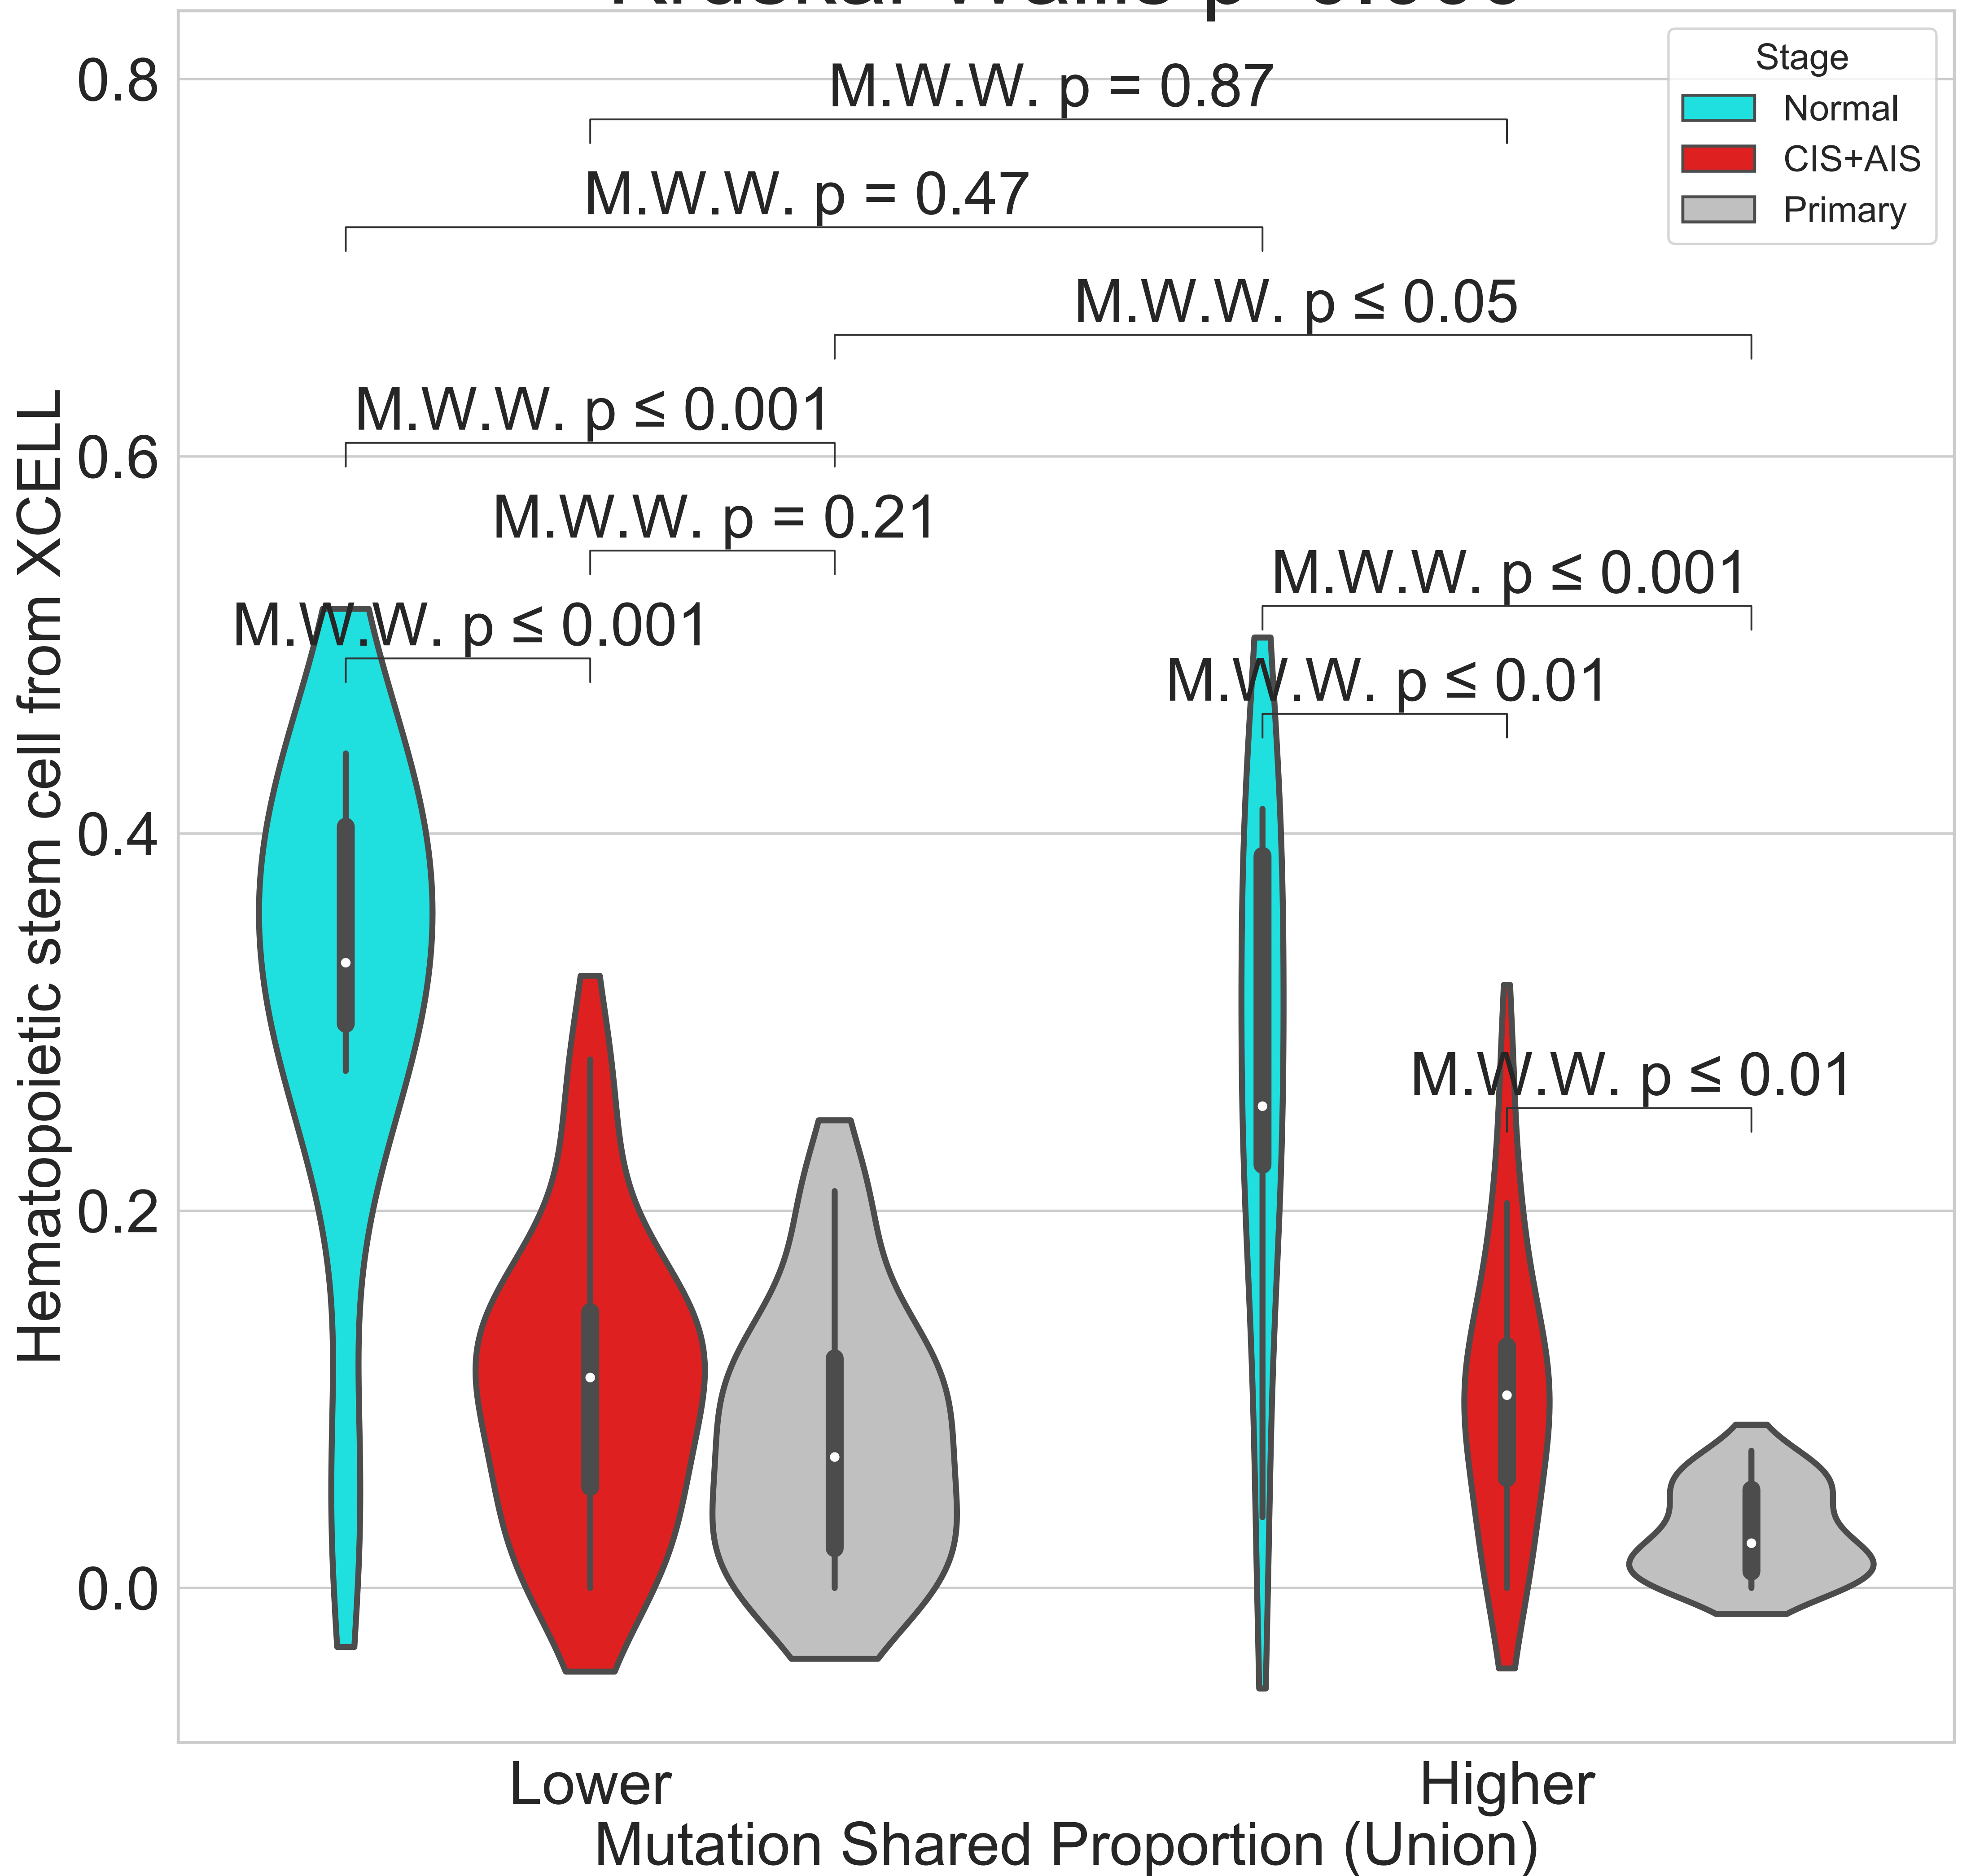 Stage
Normal
CIS+AIS
Primary
M.W.W. p = 0.87
M.W.W. p = 0.47
M.W.W. p ≤ 0.05
M.W.W. p ≤ 0.001
M.W.W. p = 0.21
M.W.W. p ≤ 0.001
M.W.W. p ≤ 0.001
M.W.W. p ≤ 0.01
M.W.W. p ≤ 0.01
Hematopoietic stem cell from XCELL
0.8
0.6
0.4
0.2
0.0
Lower
Higher
Mutation Shared Proportion (Union)